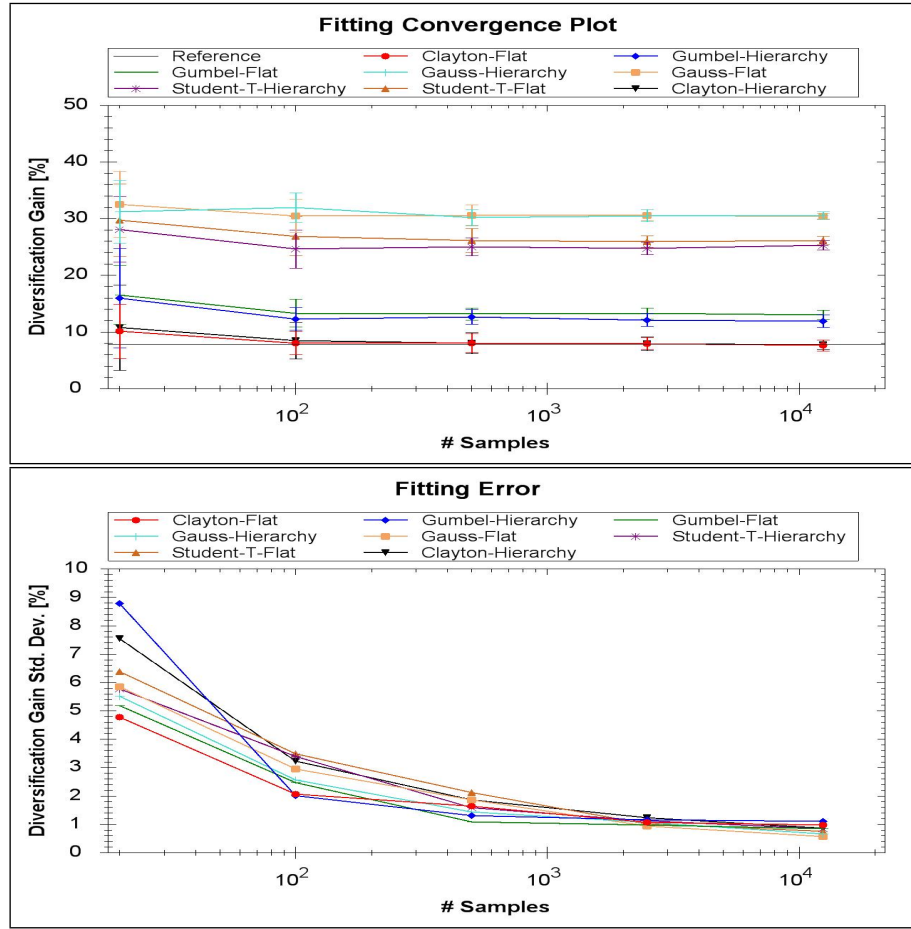 Fitting Convergence Plot
Reference Clayton-Flat Gumbel-Hierarchy
Gumbel-Flat Gauss-Hierarchy Gauss-Flat
Student-T-Hierarchy Student-T-Flat Clayton-Hierarchy
Diversification Gain [%]
50
40
30
20
10
0
10^2 10^3 10^4
# Samples
Fitting Error
Clayton-Flat Gumbel-Hierarchy Gumbel-Flat
Gauss-Hierarchy Gauss-Flat Student-T-Hierarchy
Student-T-Flat Clayton-Hierarchy
Diversification Gain Std. Dev. [%]
10
9
8
7
6
5
4
3
2
1
0
10^2 10^3 10^4
# Samples